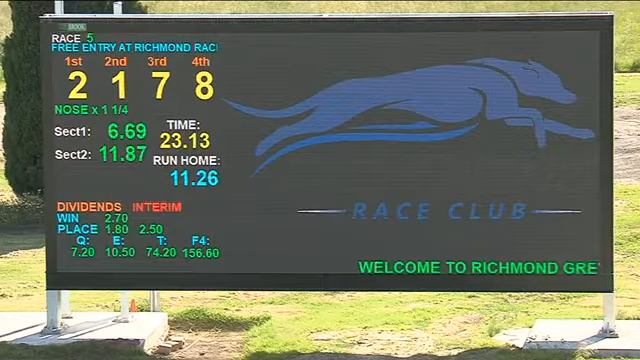 RACE 5
FREE ENTRY AT RICHMOND RAC
1st 2nd 3rd 4th
2 1 7 8
NOSE x 1 1/4
Sect1: 6.69 TIME: 23.13
Sect2: 11.87 RUN HOME: 11.26
RACE CLUB
DIVIDENDS INTERIM
WIN 2.70
PLACE 1.80 2.50
Q: E: T: F4:
7.20 10.50 74.20 156.60
WELCOME TO RICHMOND GRE